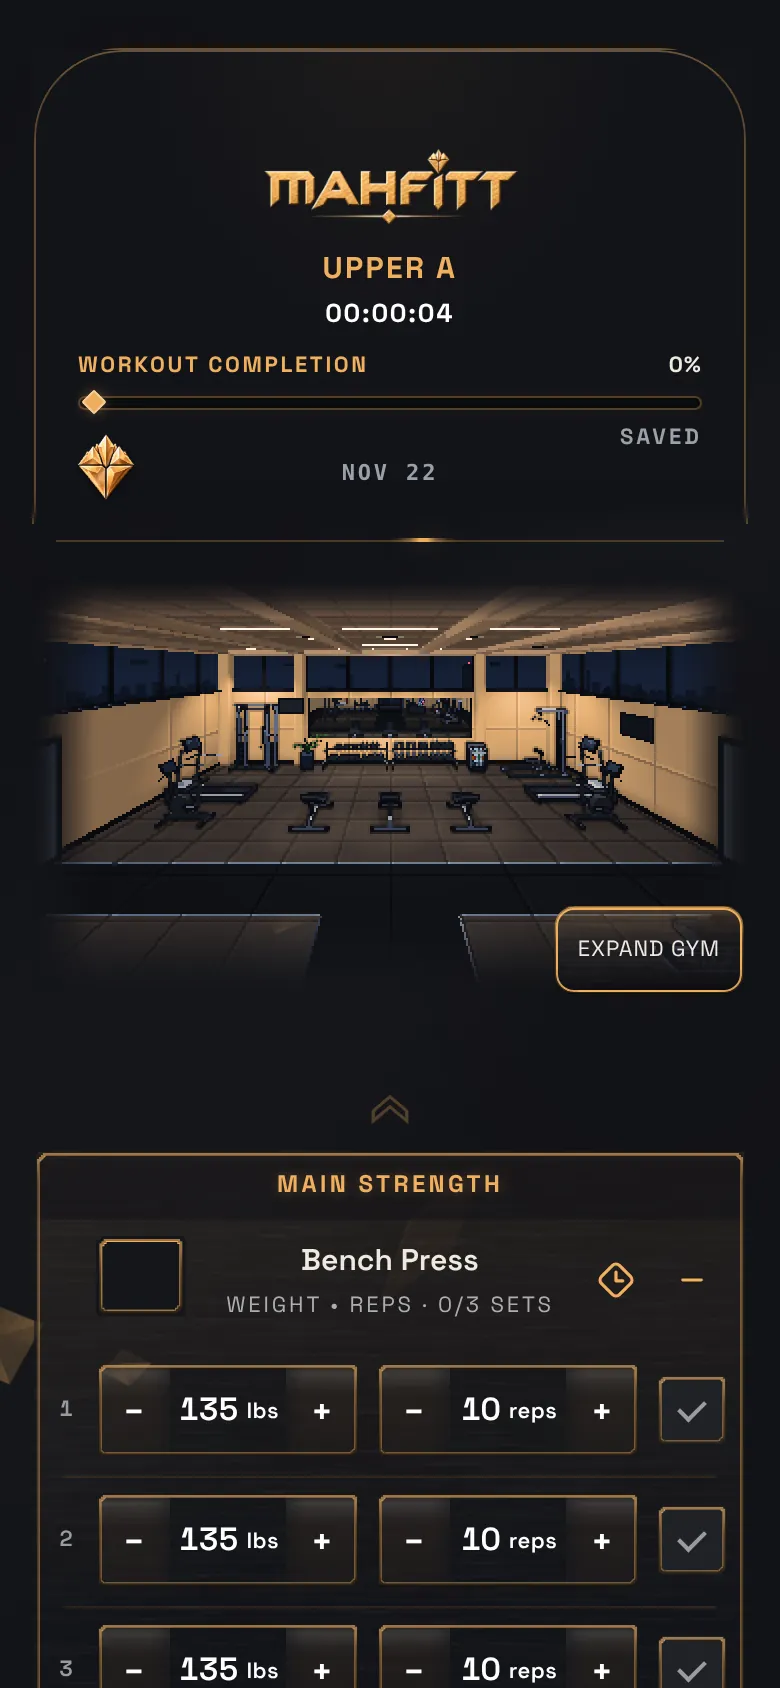 MAHFITT
UPPER A
00:00:04
WORKOUT COMPLETION 0%
SAVED
NOV 22
EXPAND GYM
MAIN STRENGTH
Bench Press
WEIGHT • REPS · 0/3 SETS
1 − 135 lbs + − 10 reps +
2 − 135 lbs + − 10 reps +
3 − 135 lbs + − 10 reps +